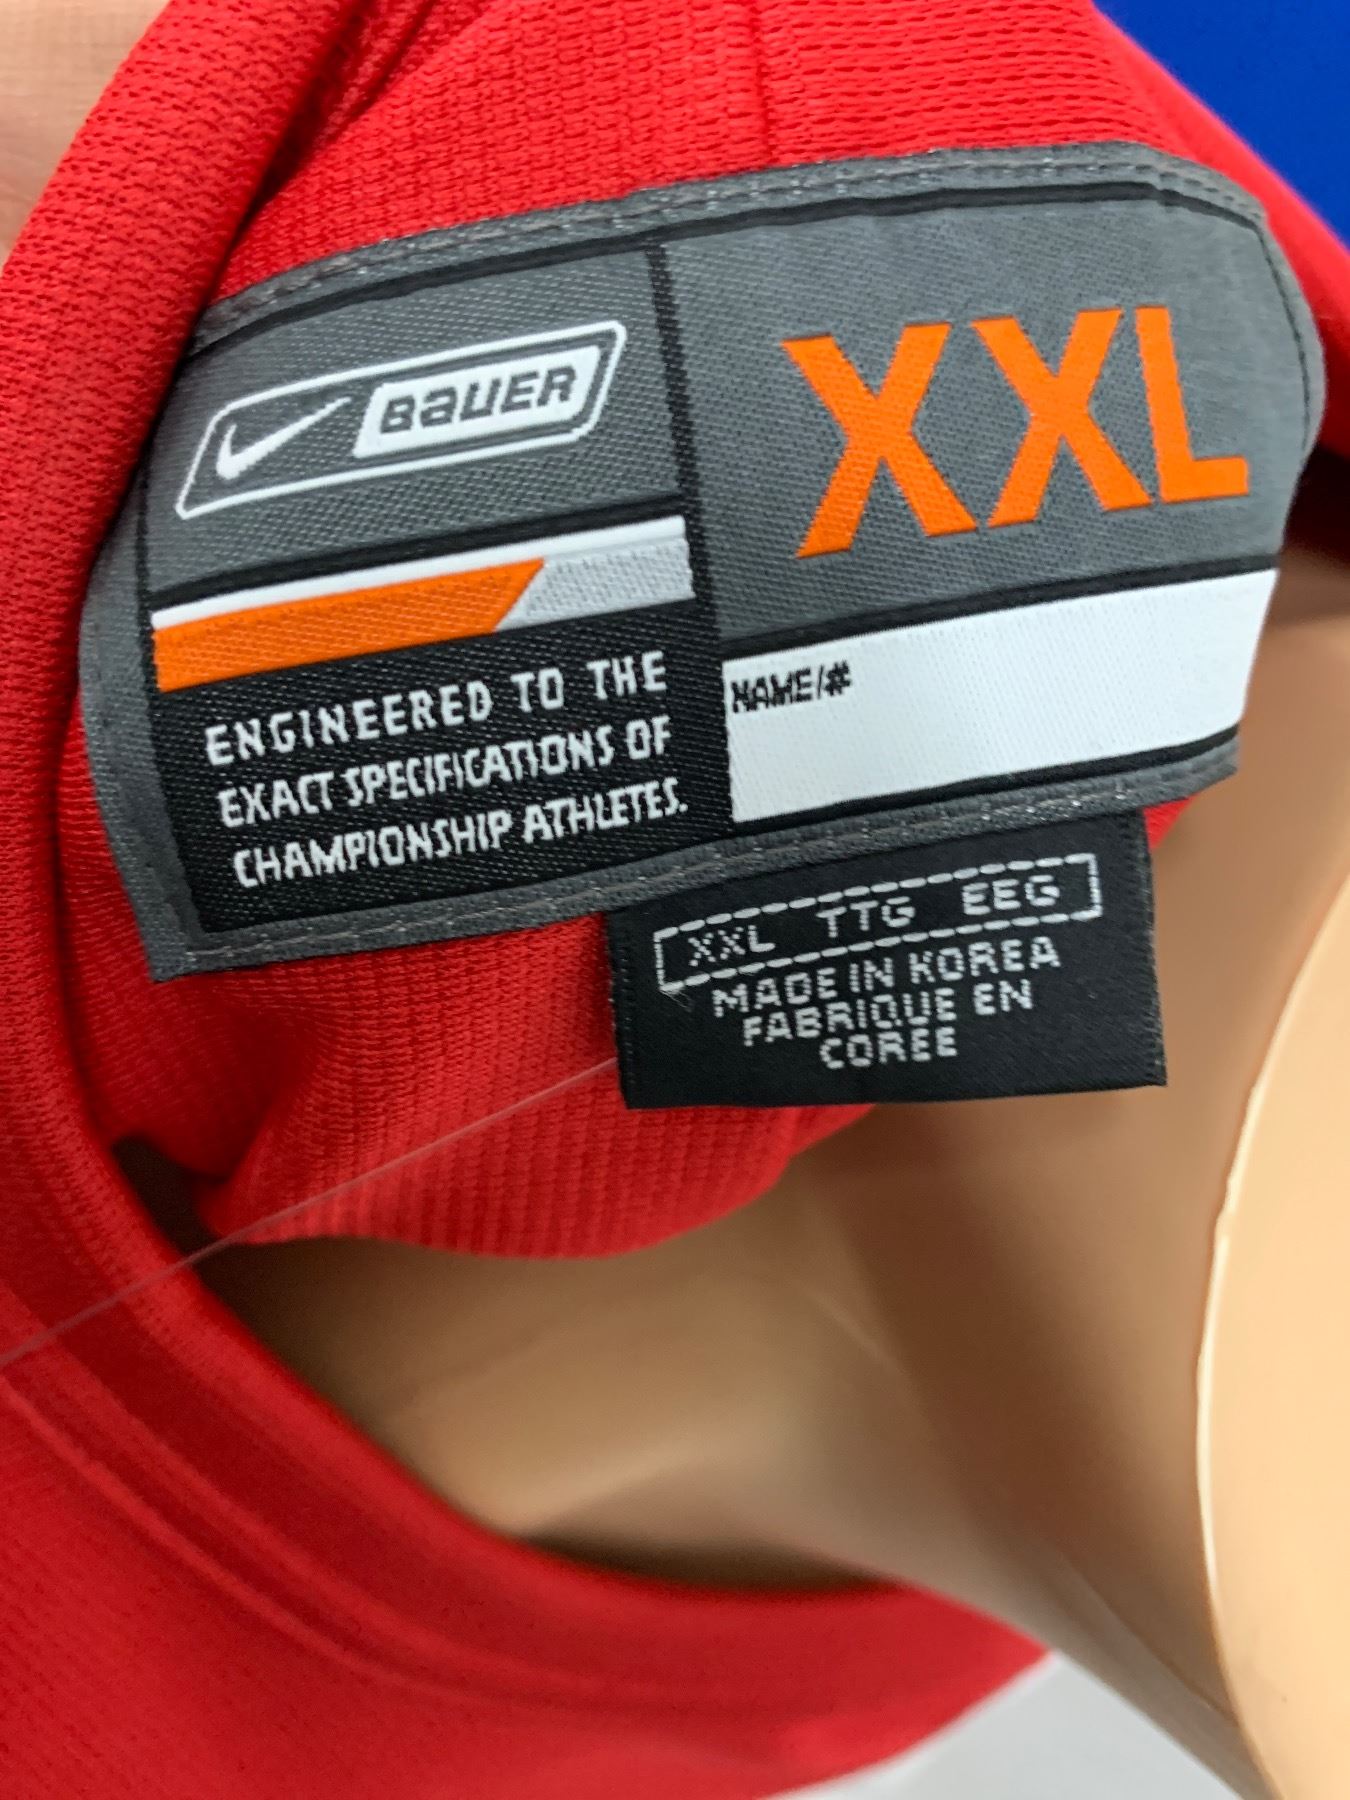 BAUER
XXL
ENGINEERED TO THE
EXACT SPECIFICATIONS OF
CHAMPIONSHIP ATHLETES.
NAME/#
XXL TTG EEG
MADE IN KOREA
FABRIQUE EN
COREE